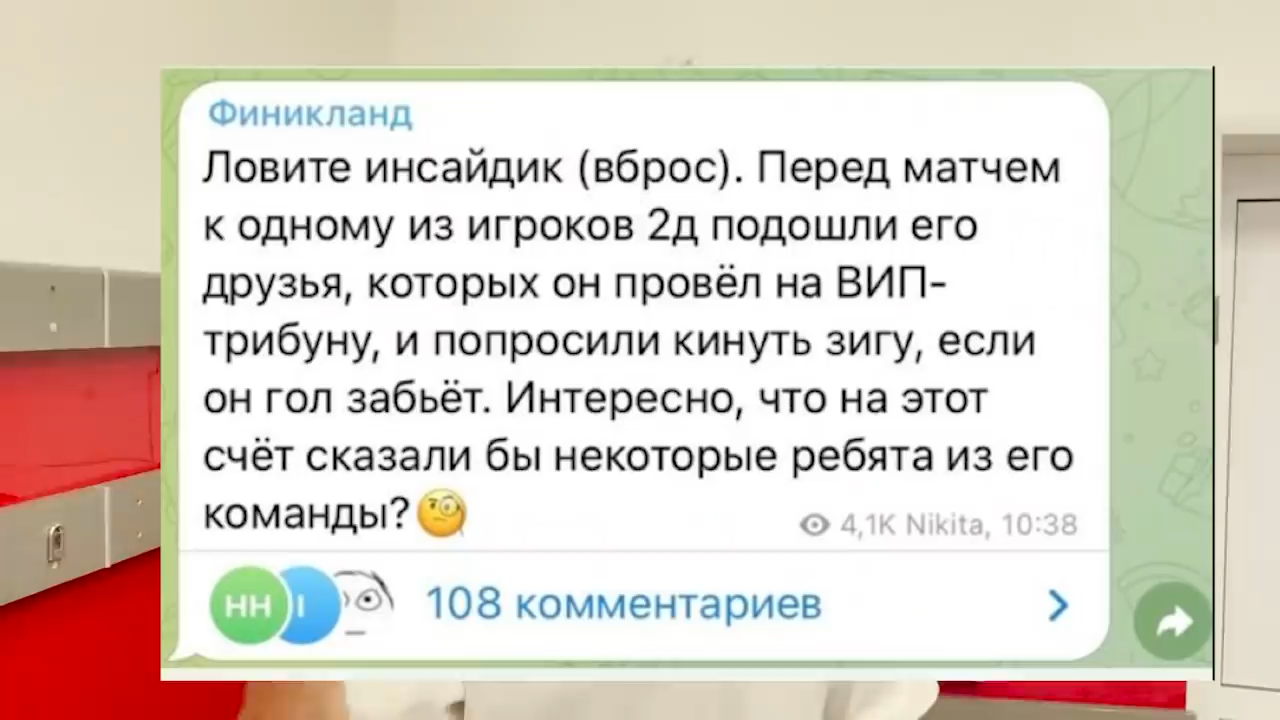 Финикланд
Ловите инсайдик (вброс). Перед матчем
к одному из игроков 2д подошли его
друзья, которых он провёл на ВИП-
трибуну, и попросили кинуть зигу, если
он гол забьёт. Интересно, что на этот
счёт сказали бы некоторые ребята из его
команды?🧐
4,1K Nikita, 10:38
НН I 108 комментариев